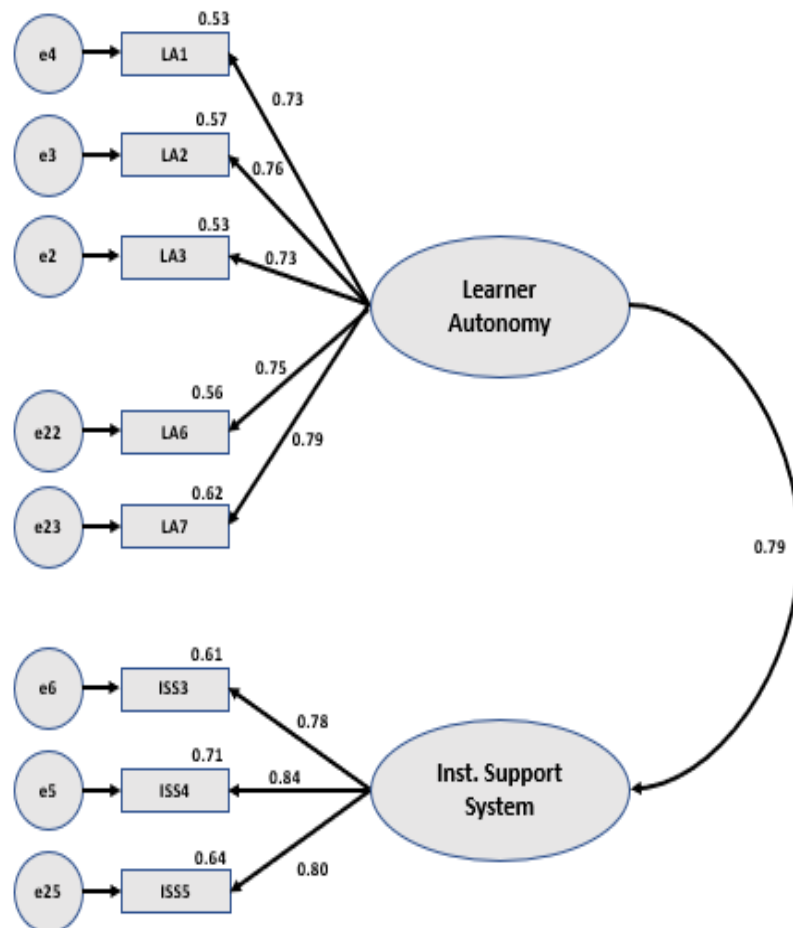 0.53
e4 LA1
0.73
0.57
e3 LA2
0.76
0.53
e2 LA3
0.73
Learner
Autonomy
0.75
0.56
e22 LA6
0.79
0.62
e23 LA7
0.79
0.61
e6 ISS3
0.78
0.71
e5 ISS4
0.84
Inst. Support
System
0.64
e25 ISS5
0.80